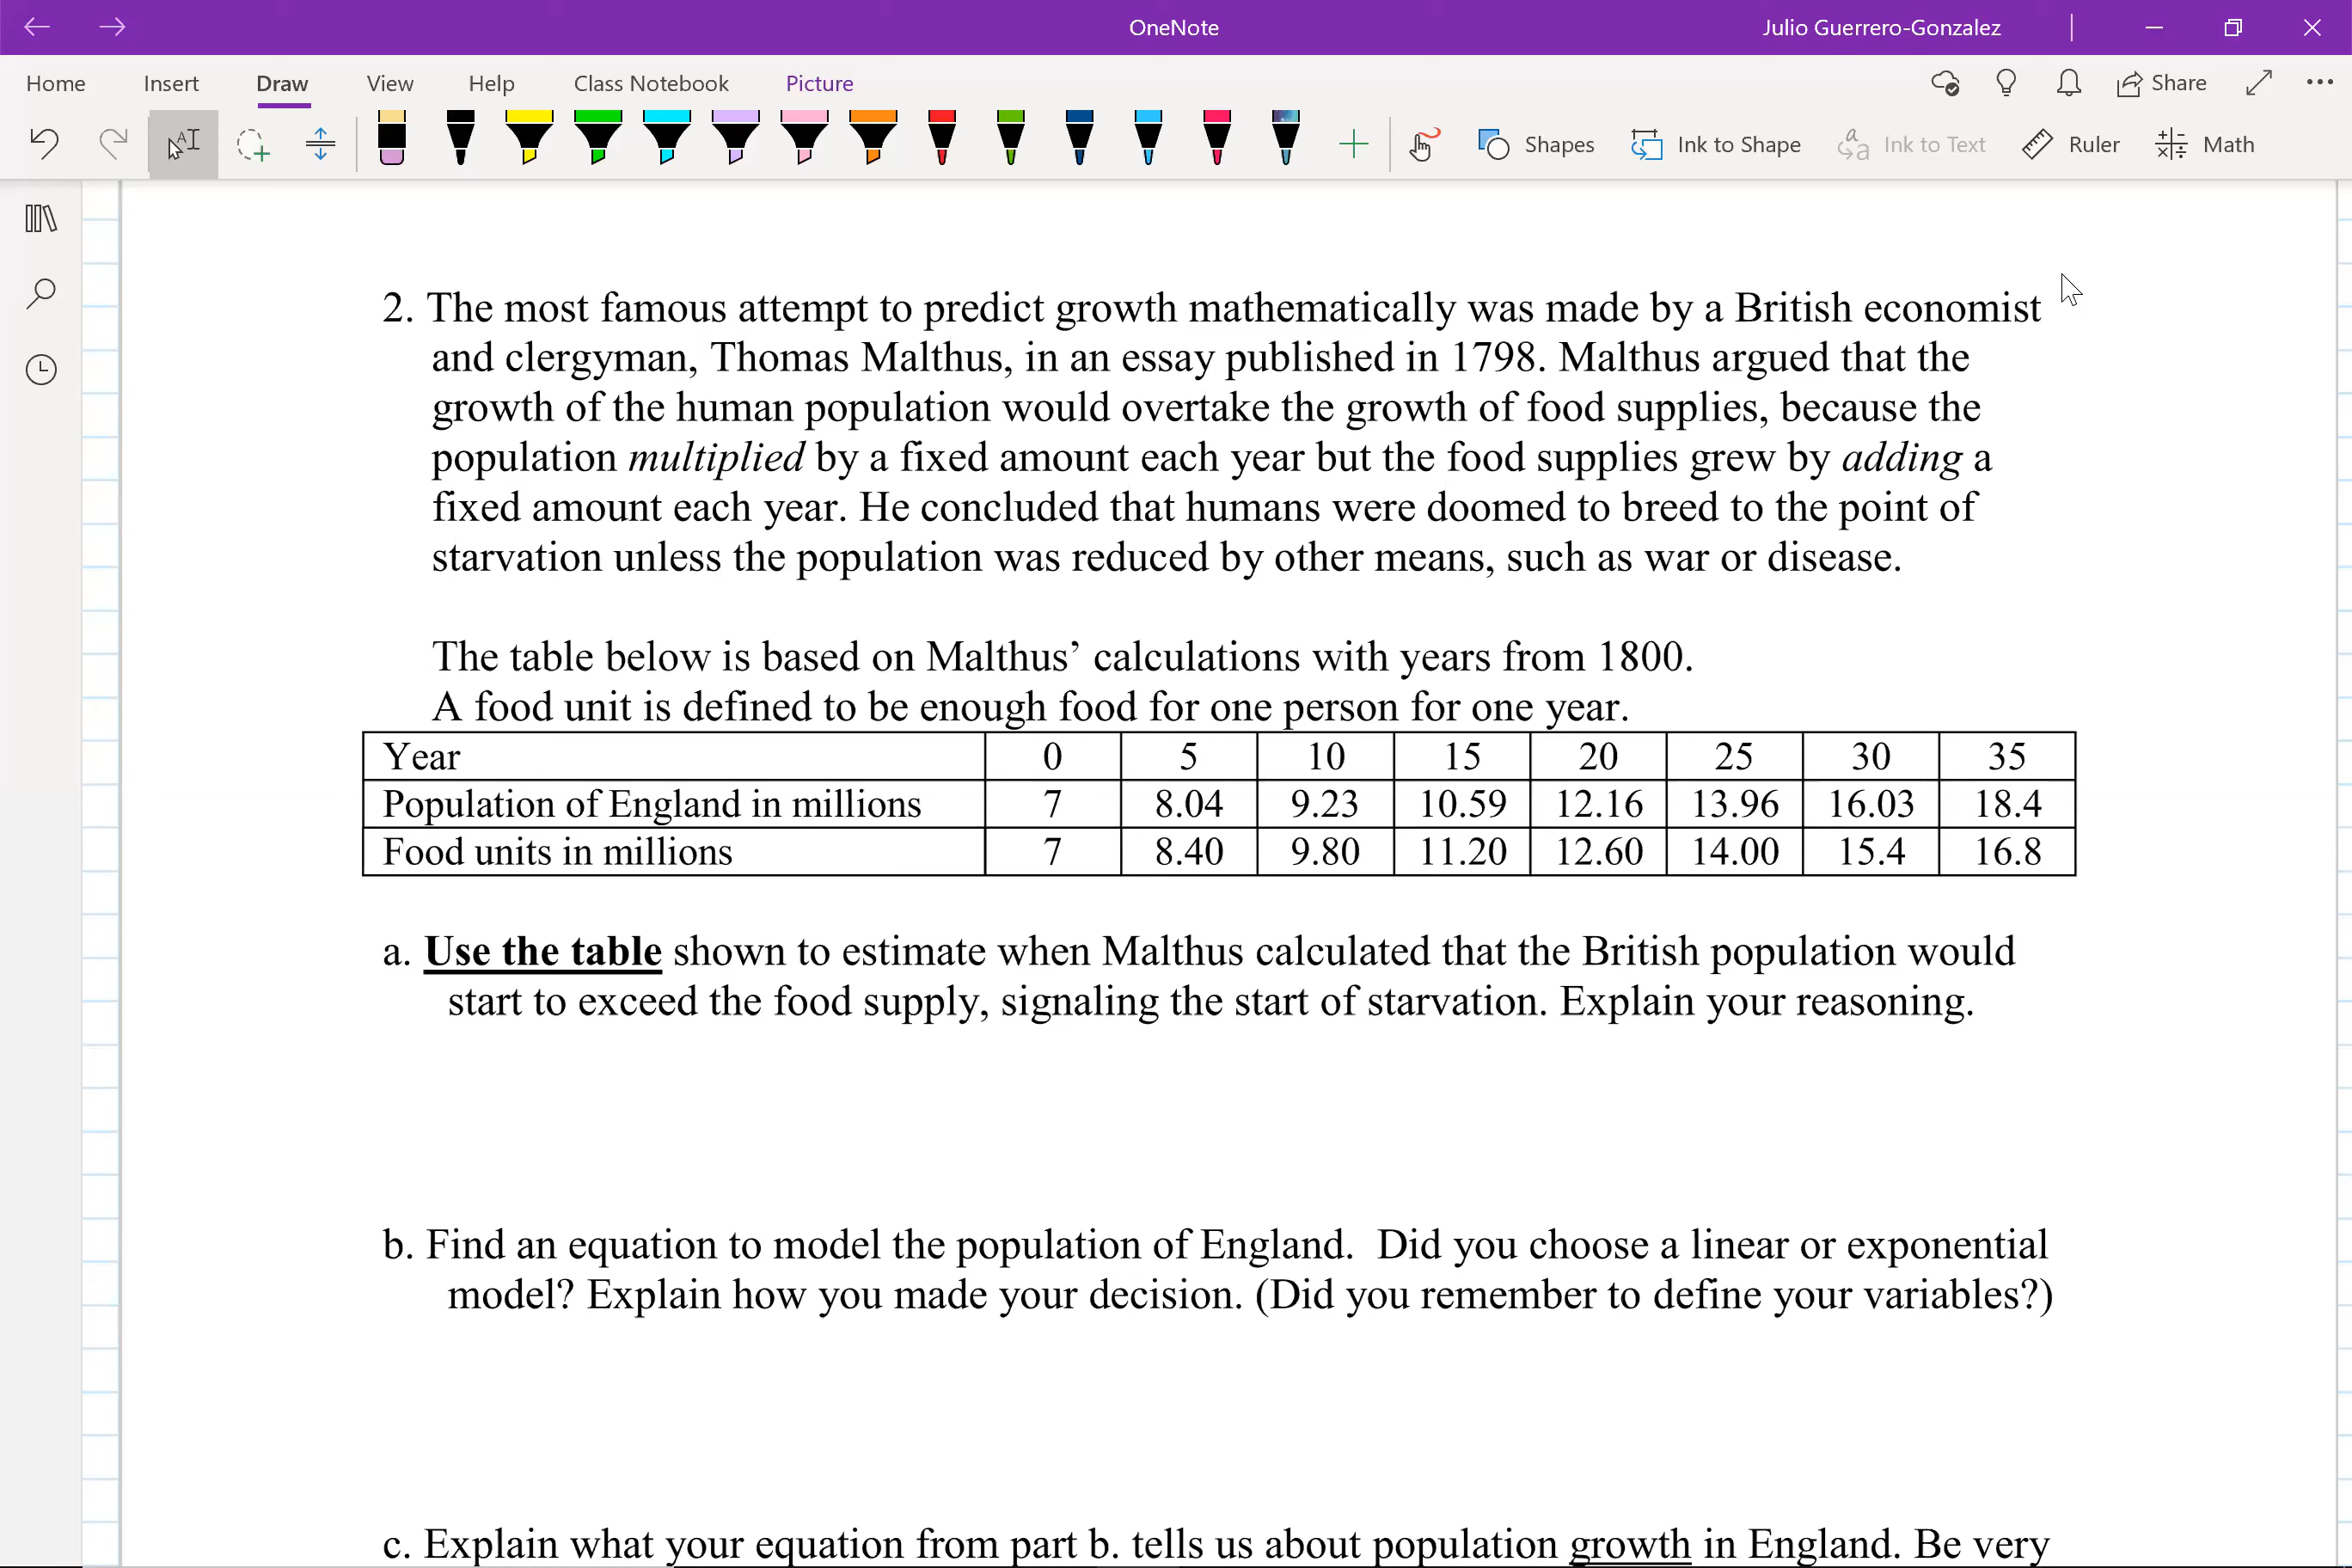 OneNote
Julio Guerrero-Gonzalez
Home Insert Draw View Help Class Notebook Picture
Share
Shapes Ink to Shape Ink to Text Ruler Math
2. The most famous attempt to predict growth mathematically was made by a British economist
and clergyman, Thomas Malthus, in an essay published in 1798. Malthus argued that the
growth of the human population would overtake the growth of food supplies, because the
population multiplied by a fixed amount each year but the food supplies grew by adding a
fixed amount each year. He concluded that humans were doomed to breed to the point of
starvation unless the population was reduced by other means, such as war or disease.
The table below is based on Malthus’ calculations with years from 1800.
A food unit is defined to be enough food for one person for one year.
Year 0 5 10 15 20 25 30 35
Population of England in millions 7 8.04 9.23 10.59 12.16 13.96 16.03 18.4
Food units in millions 7 8.40 9.80 11.20 12.60 14.00 15.4 16.8
a. Use the table shown to estimate when Malthus calculated that the British population would
start to exceed the food supply, signaling the start of starvation. Explain your reasoning.
b. Find an equation to model the population of England. Did you choose a linear or exponential
model? Explain how you made your decision. (Did you remember to define your variables?)
c. Explain what your equation from part b. tells us about population growth in England. Be very